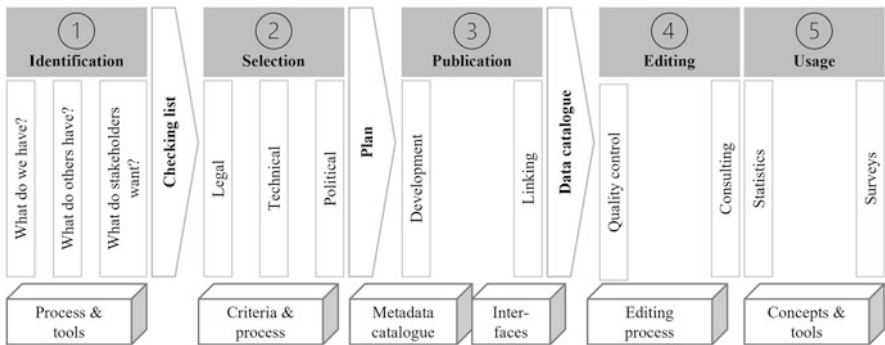 1
Identification
What do we have?
What do others have?
What do stakeholders
want?
Process &
tools
Checking list
2
Selection
Legal
Technical
Political
Criteria &
process
Plan
3
Publication
Development
Linking
Metadata
catalogue
Inter-
faces
Data catalogue
4
Editing
Quality control
Consulting
Editing
process
5
Usage
Statistics
Surveys
Concepts &
tools